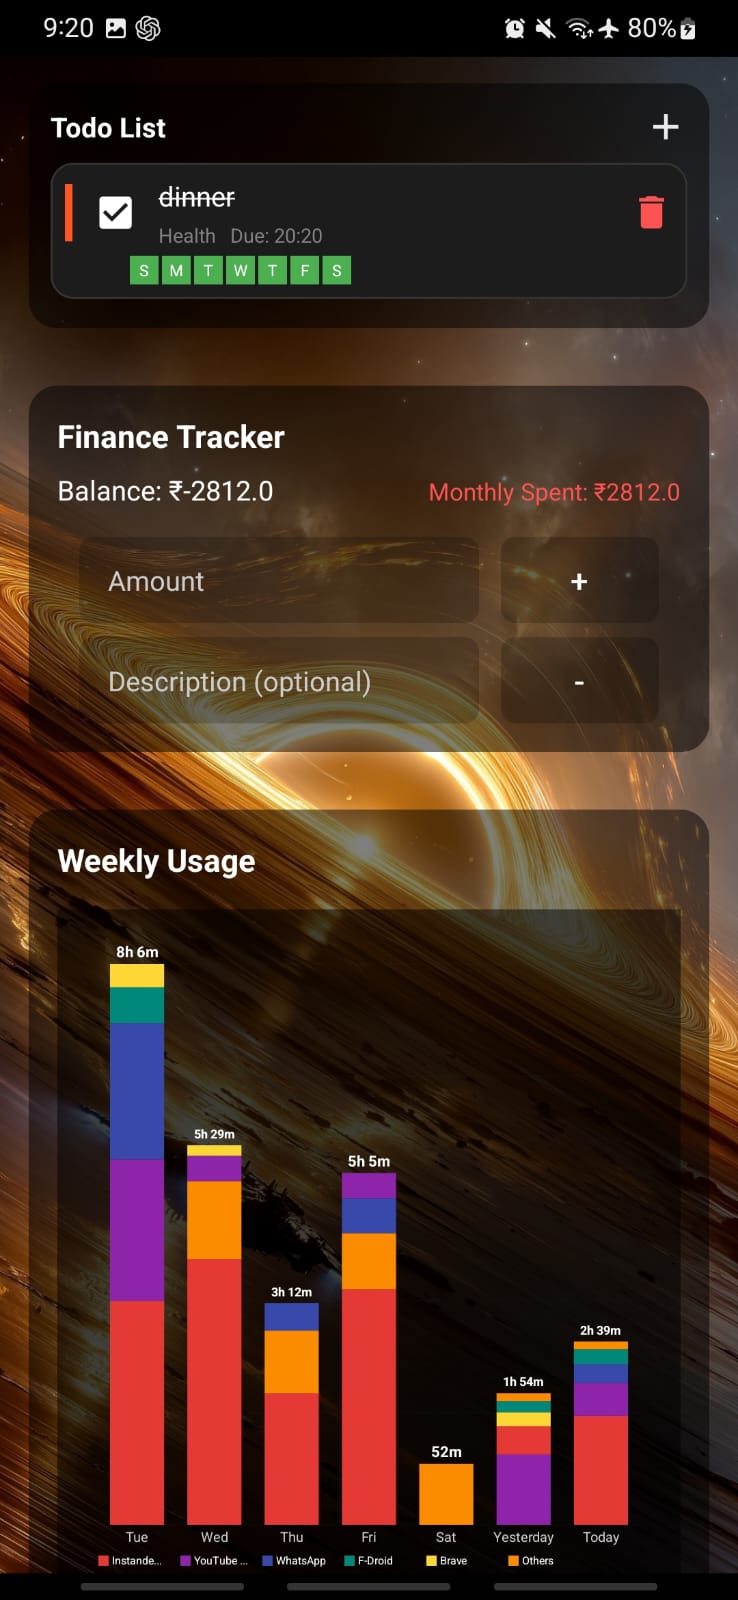 9:20 80%
Todo List +
dinner
Health Due: 20:20
S M T W T F S
Finance Tracker
Balance: ₹-2812.0 Monthly Spent: ₹2812.0
Amount +
Description (optional) -
Weekly Usage
8h 6m
5h 29m
5h 5m
3h 12m
2h 39m
1h 54m
52m
Tue Wed Thu Fri Sat Yesterday Today
Instande... YouTube ... WhatsApp F-Droid Brave Others